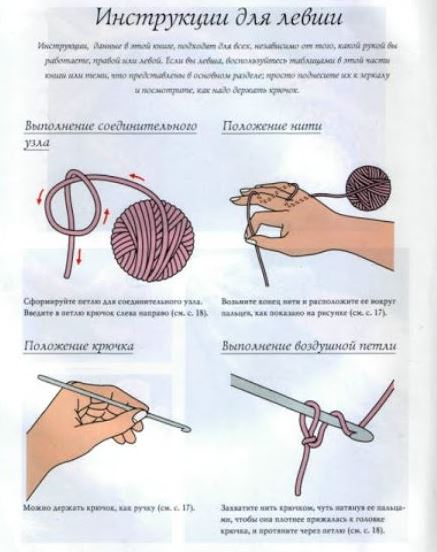 Инструкции для левши
Инструкции, данные в этой книге, подходят для всех, независимо от того, какой рукой вы
работаете, правой или левой. Если вы левша, воспользуйтесь таблицами в этой части
книги или теми, что представлены в основном разделе; просто поднесите их к зеркалу
и посмотрите, как надо держать крючок.
Выполнение соединительного
узла
Сформируйте петлю для соединительного узла.
Введите в петлю крючок слева направо (см. с. 18).
Положение нити
Возьмите конец нити и расположите ее вокруг
пальцев, как показано на рисунке (см. с. 17).
Положение крючка
Можно держать крючок, как ручку (см. с. 17).
Выполнение воздушной петли
Захватите нить крючком, чуть натянув ее пальца-
ми, чтобы она плотнее прижалась к головке
крючка, и протяните через петлю (см. с. 18).